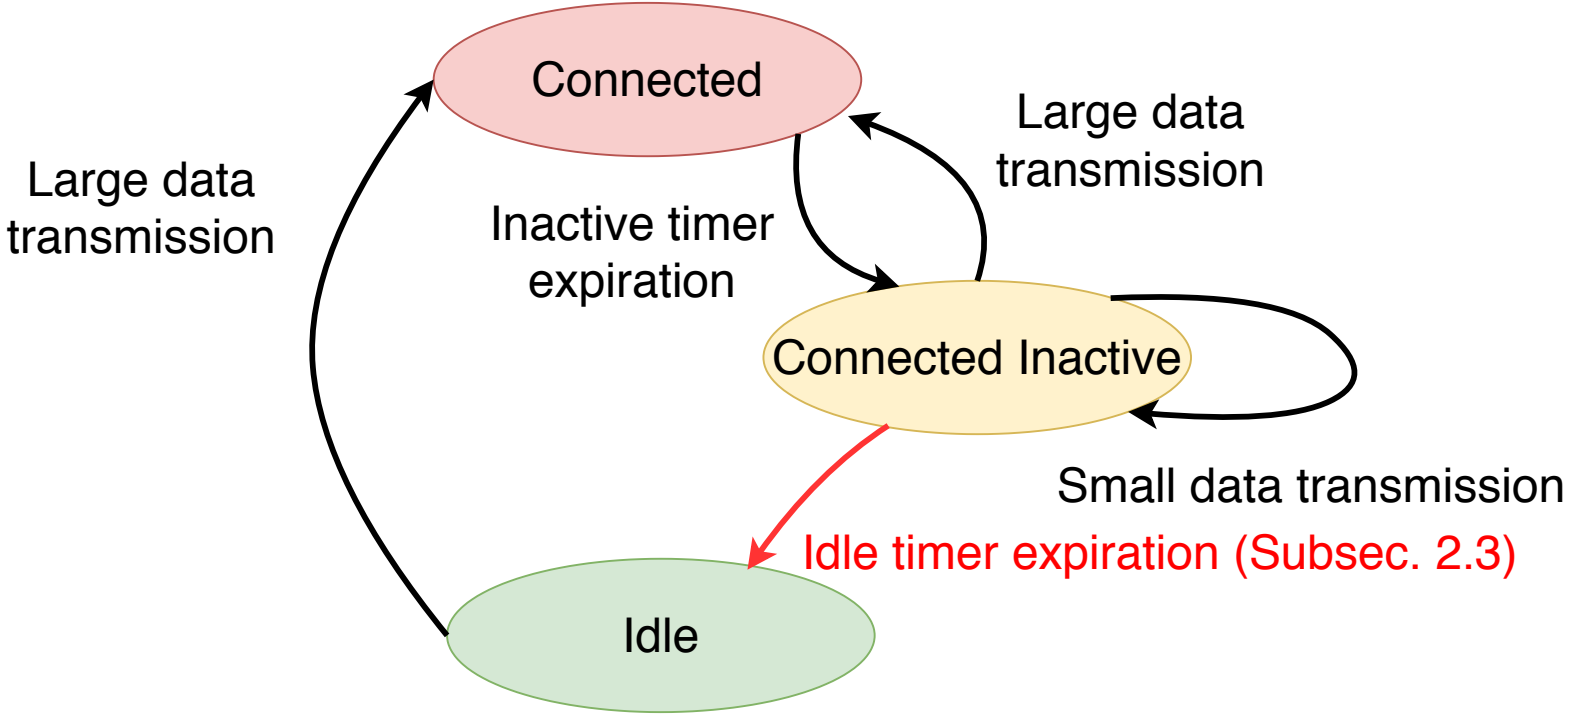 Connected
Large data
transmission
Large data
transmission
Inactive timer
expiration
Connected Inactive
Small data transmission
Idle timer expiration (Subsec. 2.3)
Idle